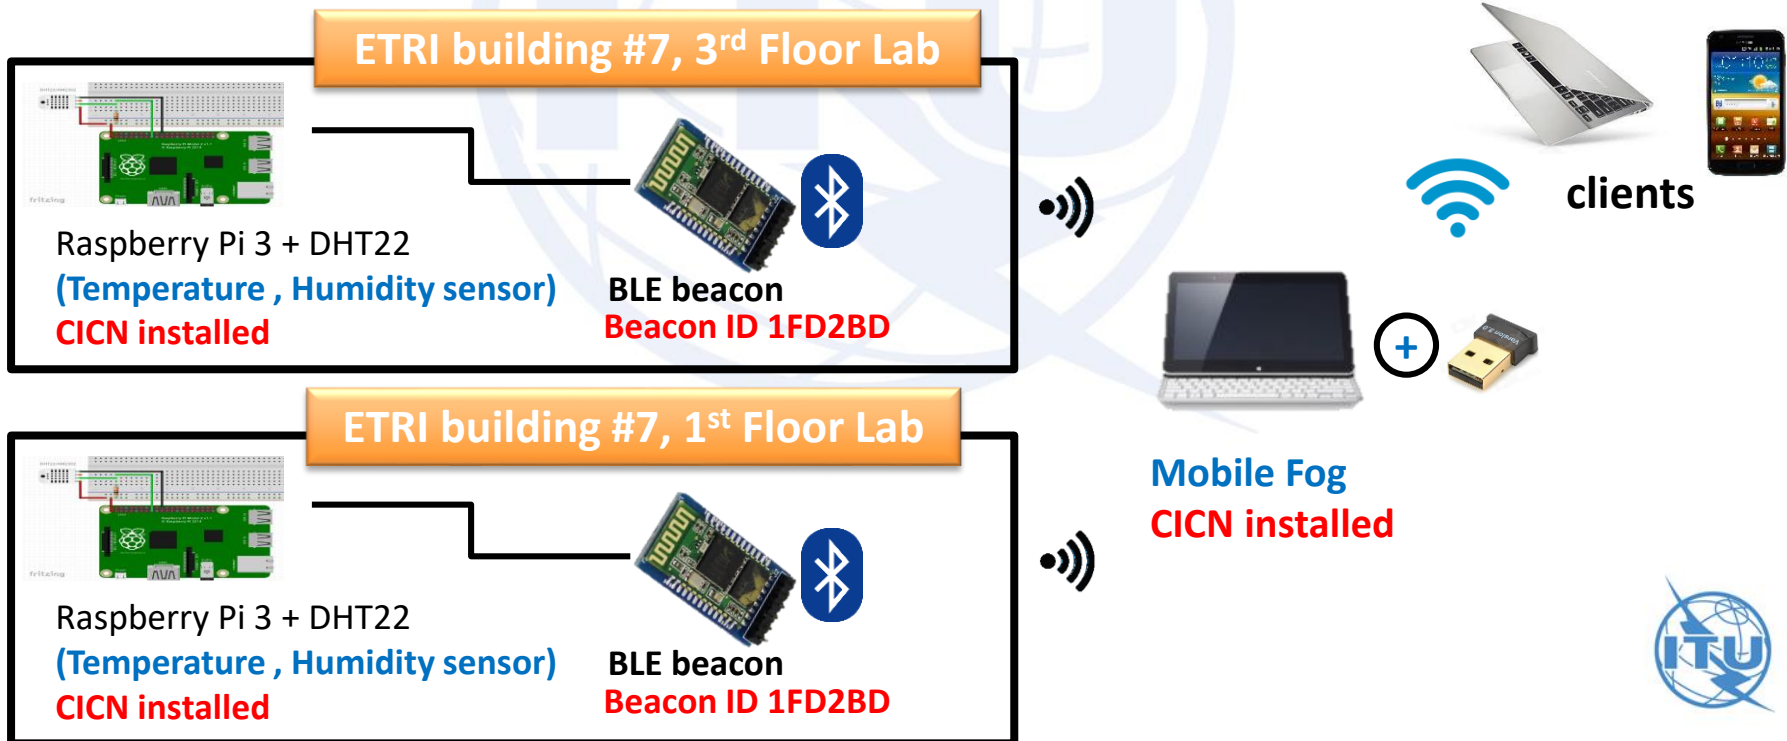 ETRI building #7, 3rd Floor Lab
fritzing
Raspberry Pi 3 + DHT22
(Temperature , Humidity sensor)
CICN installed
BLE beacon
Beacon ID 1FD2BD
clients
+
Mobile Fog
CICN installed
ETRI building #7, 1st Floor Lab
fritzing
Raspberry Pi 3 + DHT22
(Temperature , Humidity sensor)
CICN installed
BLE beacon
Beacon ID 1FD2BD
ITU